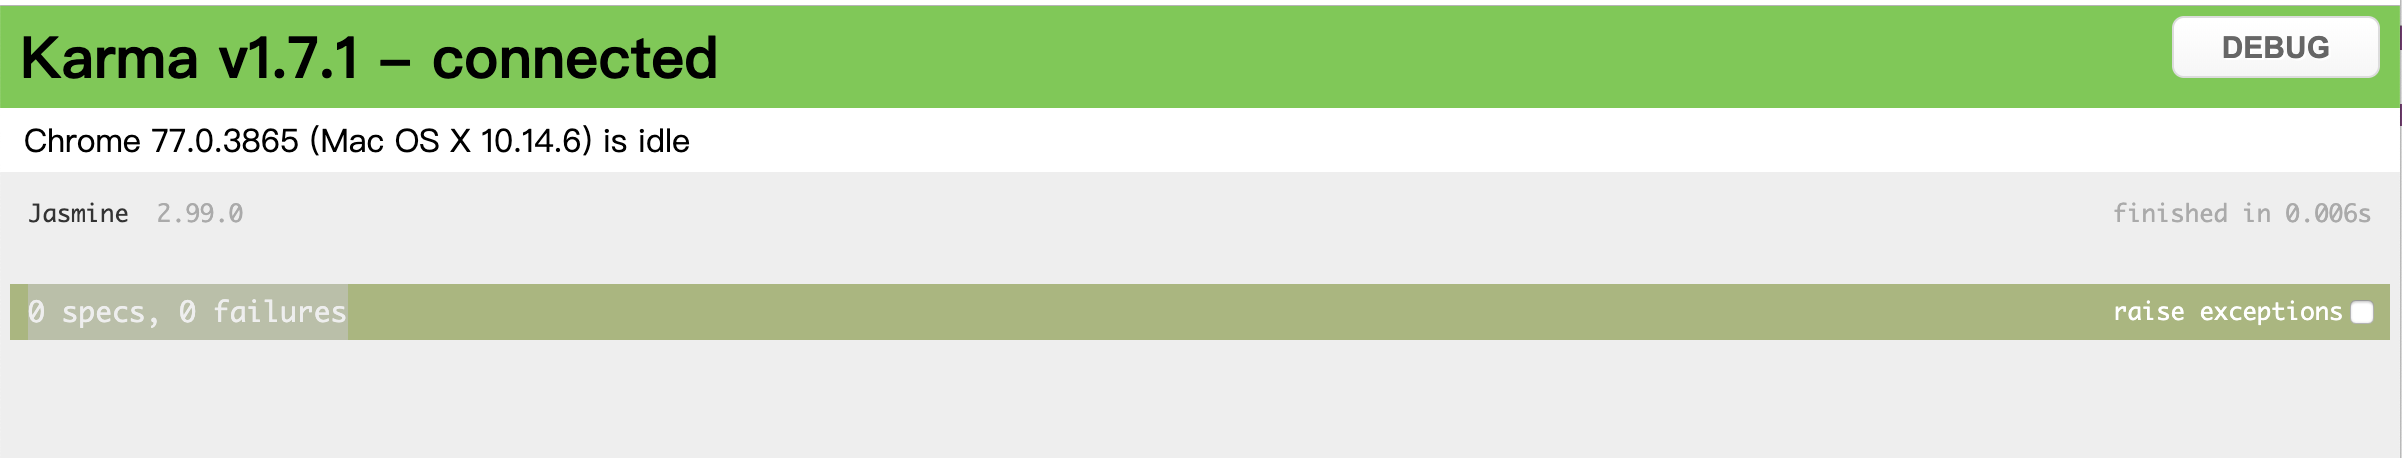 Karma v1.7.1 – connected
DEBUG
Chrome 77.0.3865 (Mac OS X 10.14.6) is idle
Jasmine 2.99.0
finished in 0.006s
0 specs, 0 failures
raise exceptions